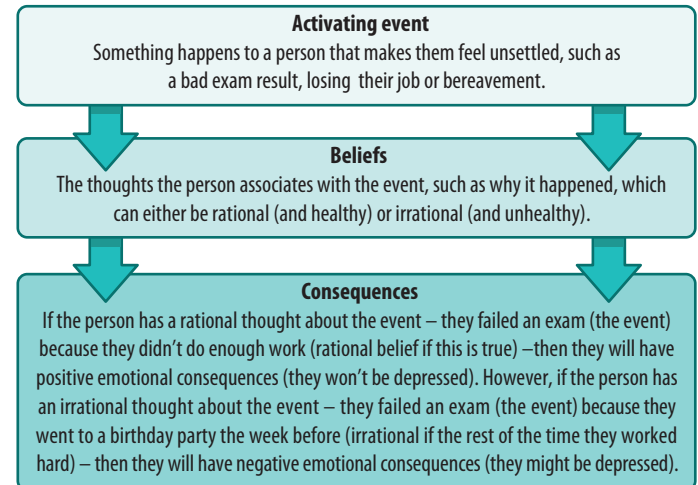 Activating event
Something happens to a person that makes them feel unsettled, such as
a bad exam result, losing their job or bereavement.
Beliefs
The thoughts the person associates with the event, such as why it happened, which
can either be rational (and healthy) or irrational (and unhealthy).
Consequences
If the person has a rational thought about the event – they failed an exam (the event)
because they didn't do enough work (rational belief if this is true) –then they will have
positive emotional consequences (they won't be depressed). However, if the person has
an irrational thought about the event – they failed an exam (the event) because they
went to a birthday party the week before (irrational if the rest of the time they worked
hard) – then they will have negative emotional consequences (they might be depressed).